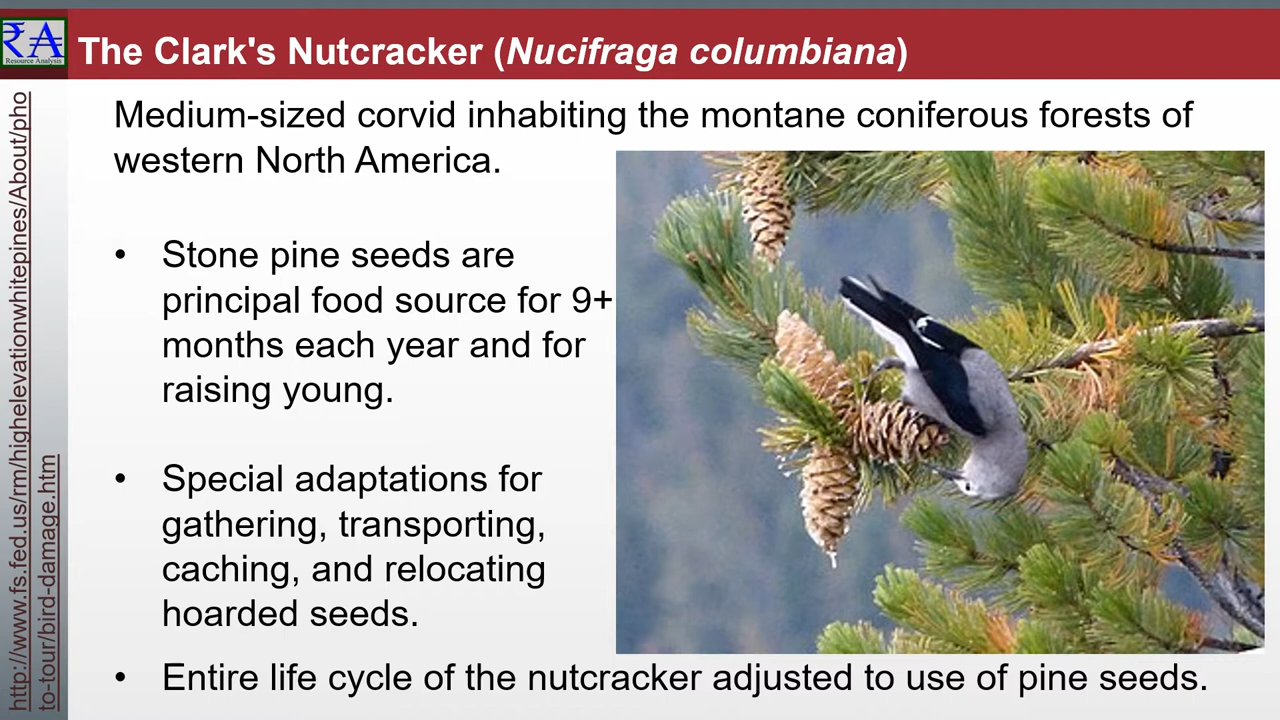 RA
Resource Analysis
The Clark's Nutcracker (Nucifraga columbiana)
Medium-sized corvid inhabiting the montane coniferous forests of
western North America.
• Stone pine seeds are
principal food source for 9+
months each year and for
raising young.
• Special adaptations for
gathering, transporting,
caching, and relocating
hoarded seeds.
• Entire life cycle of the nutcracker adjusted to use of pine seeds.
http://www.fs.fed.us/rm/highelevationwhitepines/About/pho
to-tour/bird-damage.htm